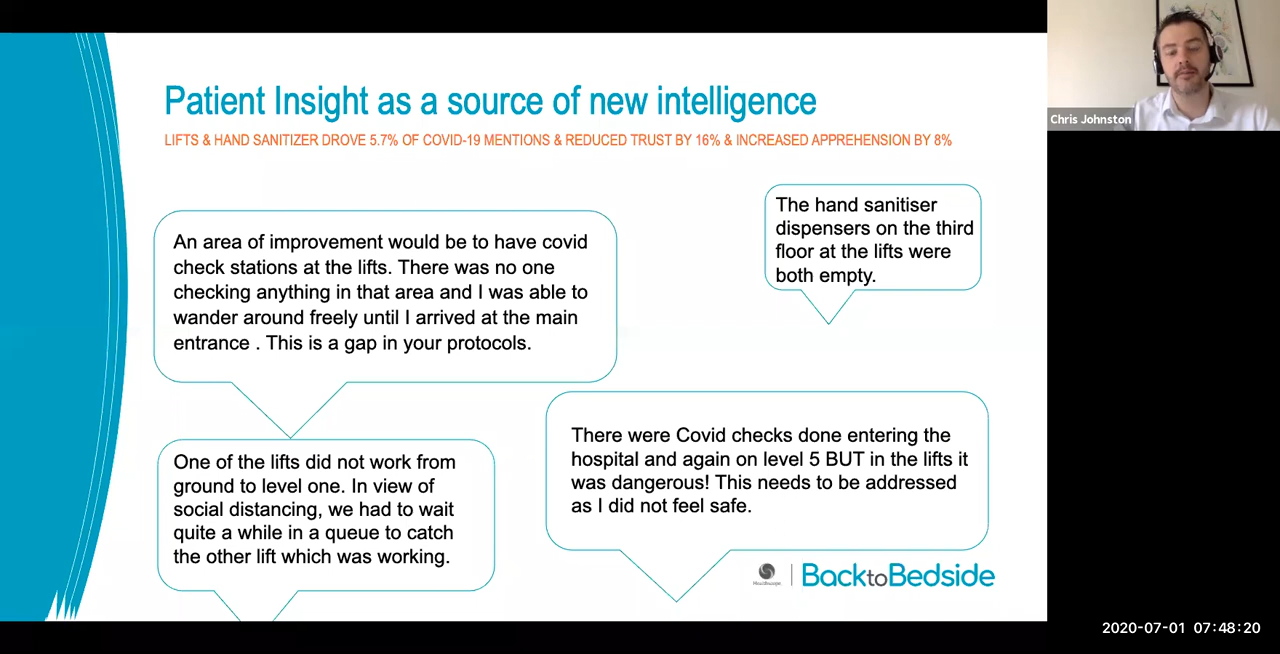 Patient Insight as a source of new intelligence
LIFTS & HAND SANITIZER DROVE 5.7% OF COVID-19 MENTIONS & REDUCED TRUST BY 16% & INCREASED APPREHENSION BY 8%
Chris Johnston
An area of improvement would be to have covid
check stations at the lifts. There was no one
checking anything in that area and I was able to
wander around freely until I arrived at the main
entrance . This is a gap in your protocols.
The hand sanitiser
dispensers on the third
floor at the lifts were
both empty.
One of the lifts did not work from
ground to level one. In view of
social distancing, we had to wait
quite a while in a queue to catch
the other lift which was working.
There were Covid checks done entering the
hospital and again on level 5 BUT in the lifts it
was dangerous! This needs to be addressed
as I did not feel safe.
Healthscope
BacktoBedside
2020-07-01 07:48:20